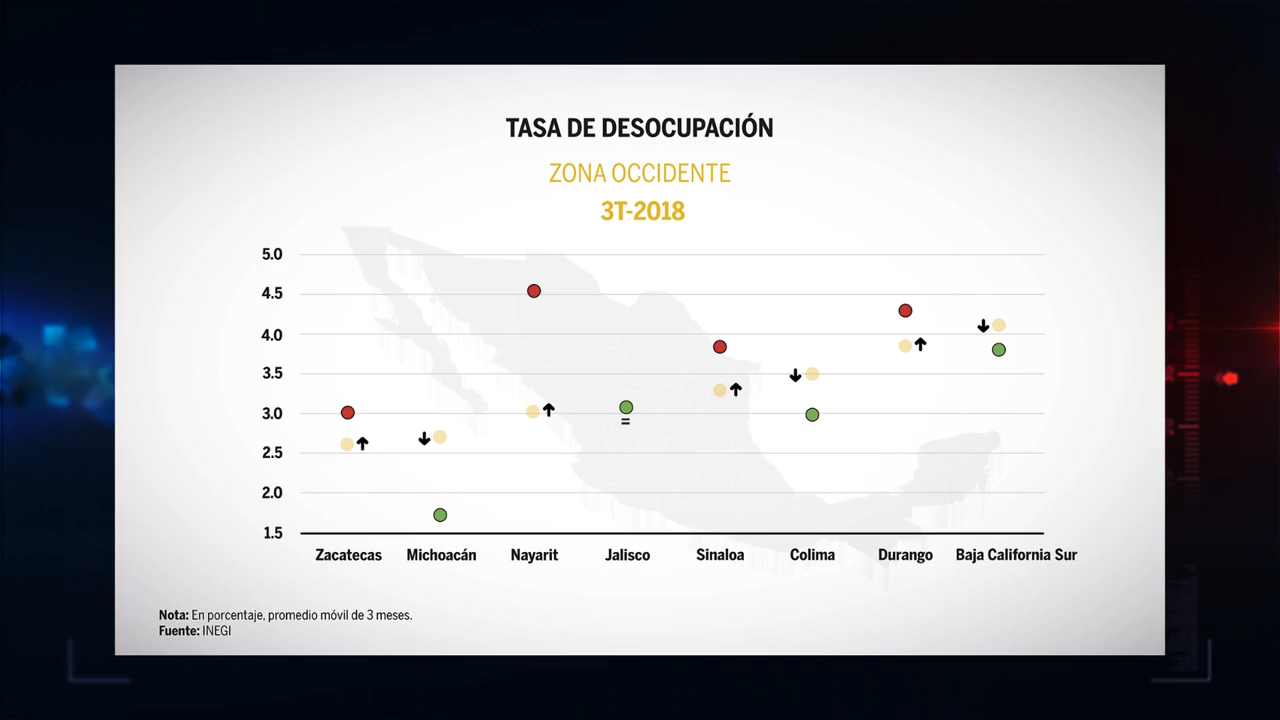 TASA DE DESOCUPACIÓN
ZONA OCCIDENTE
3T-2018
5.0
4.5
4.0
3.5
3.0
2.5
2.0
1.5
=
Zacatecas Michoacán Nayarit Jalisco Sinaloa Colima Durango Baja California Sur
Nota: En porcentaje, promedio móvil de 3 meses.
Fuente: INEGI